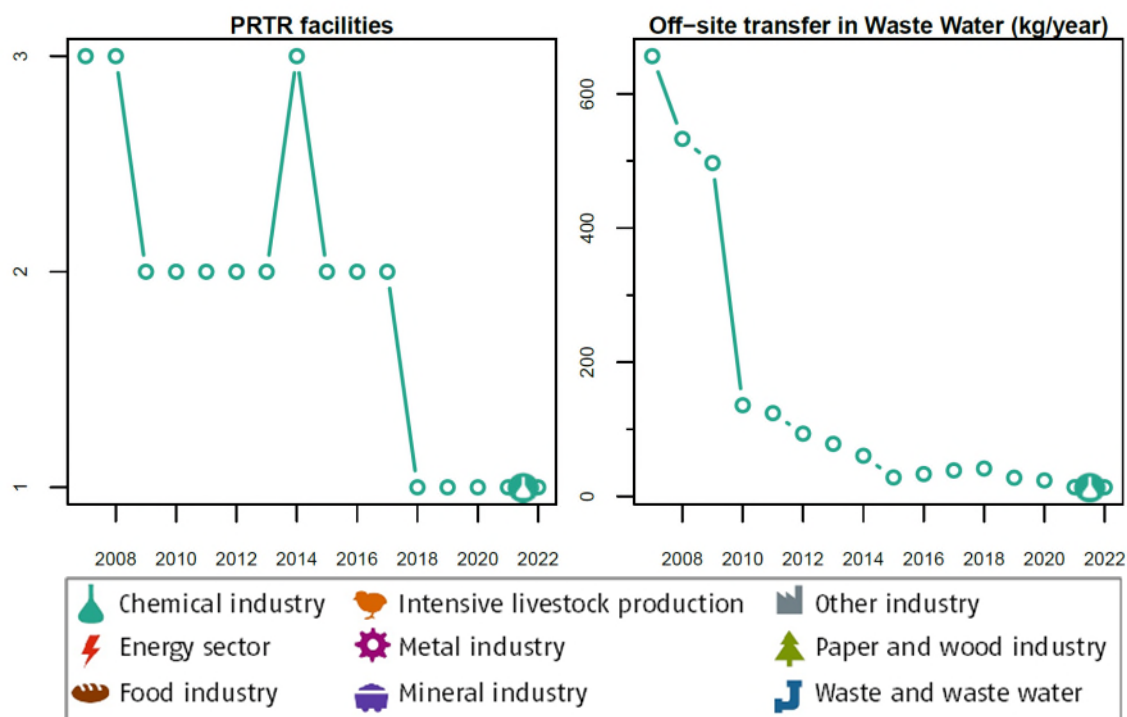 PRTR facilities
3
2
1
2008 2010 2012 2014 2016 2018 2020 2022
Off−site transfer in Waste Water (kg/year)
600
400
200
0
2008 2010 2012 2014 2016 2018 2020 2022
Chemical industry
Intensive livestock production
Other industry
Energy sector
Metal industry
Paper and wood industry
Food industry
Mineral industry
Waste and waste water